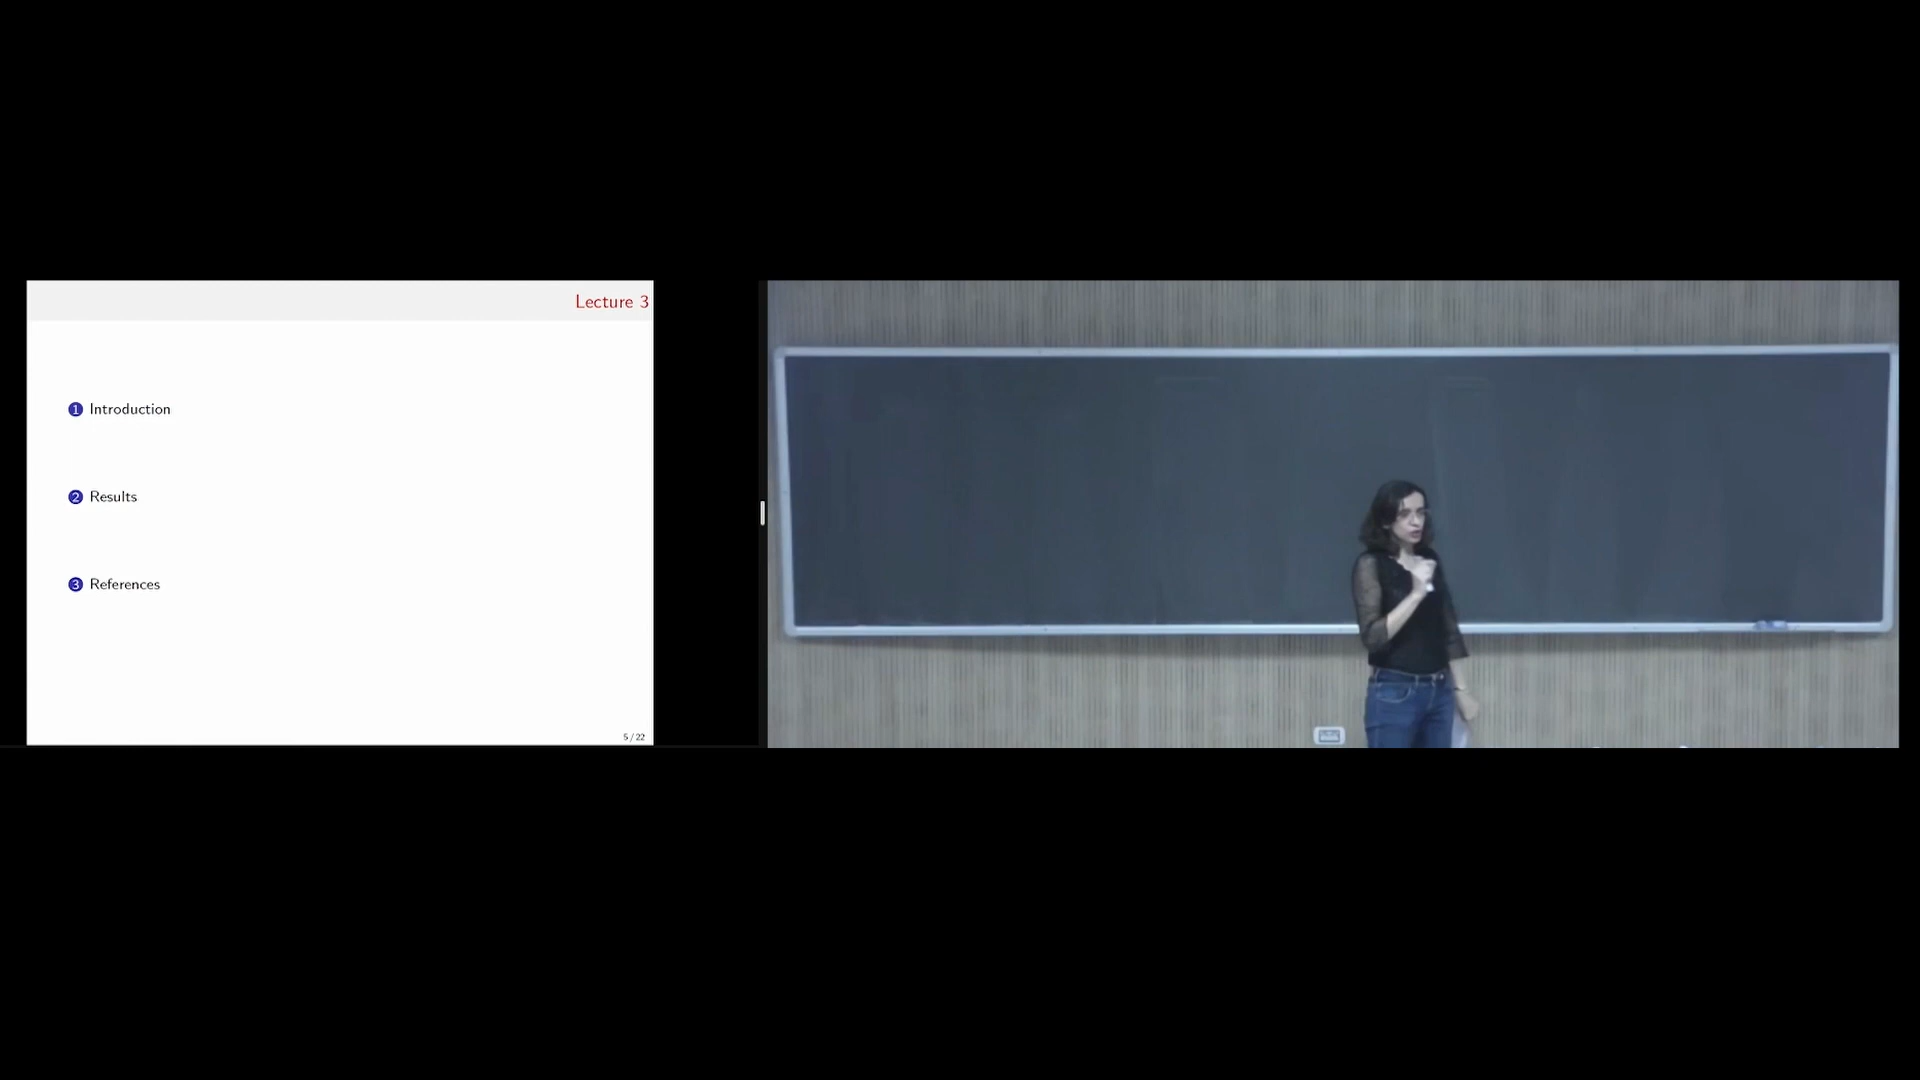 Lecture 3
1 Introduction
2 Results
3 References
5 / 22